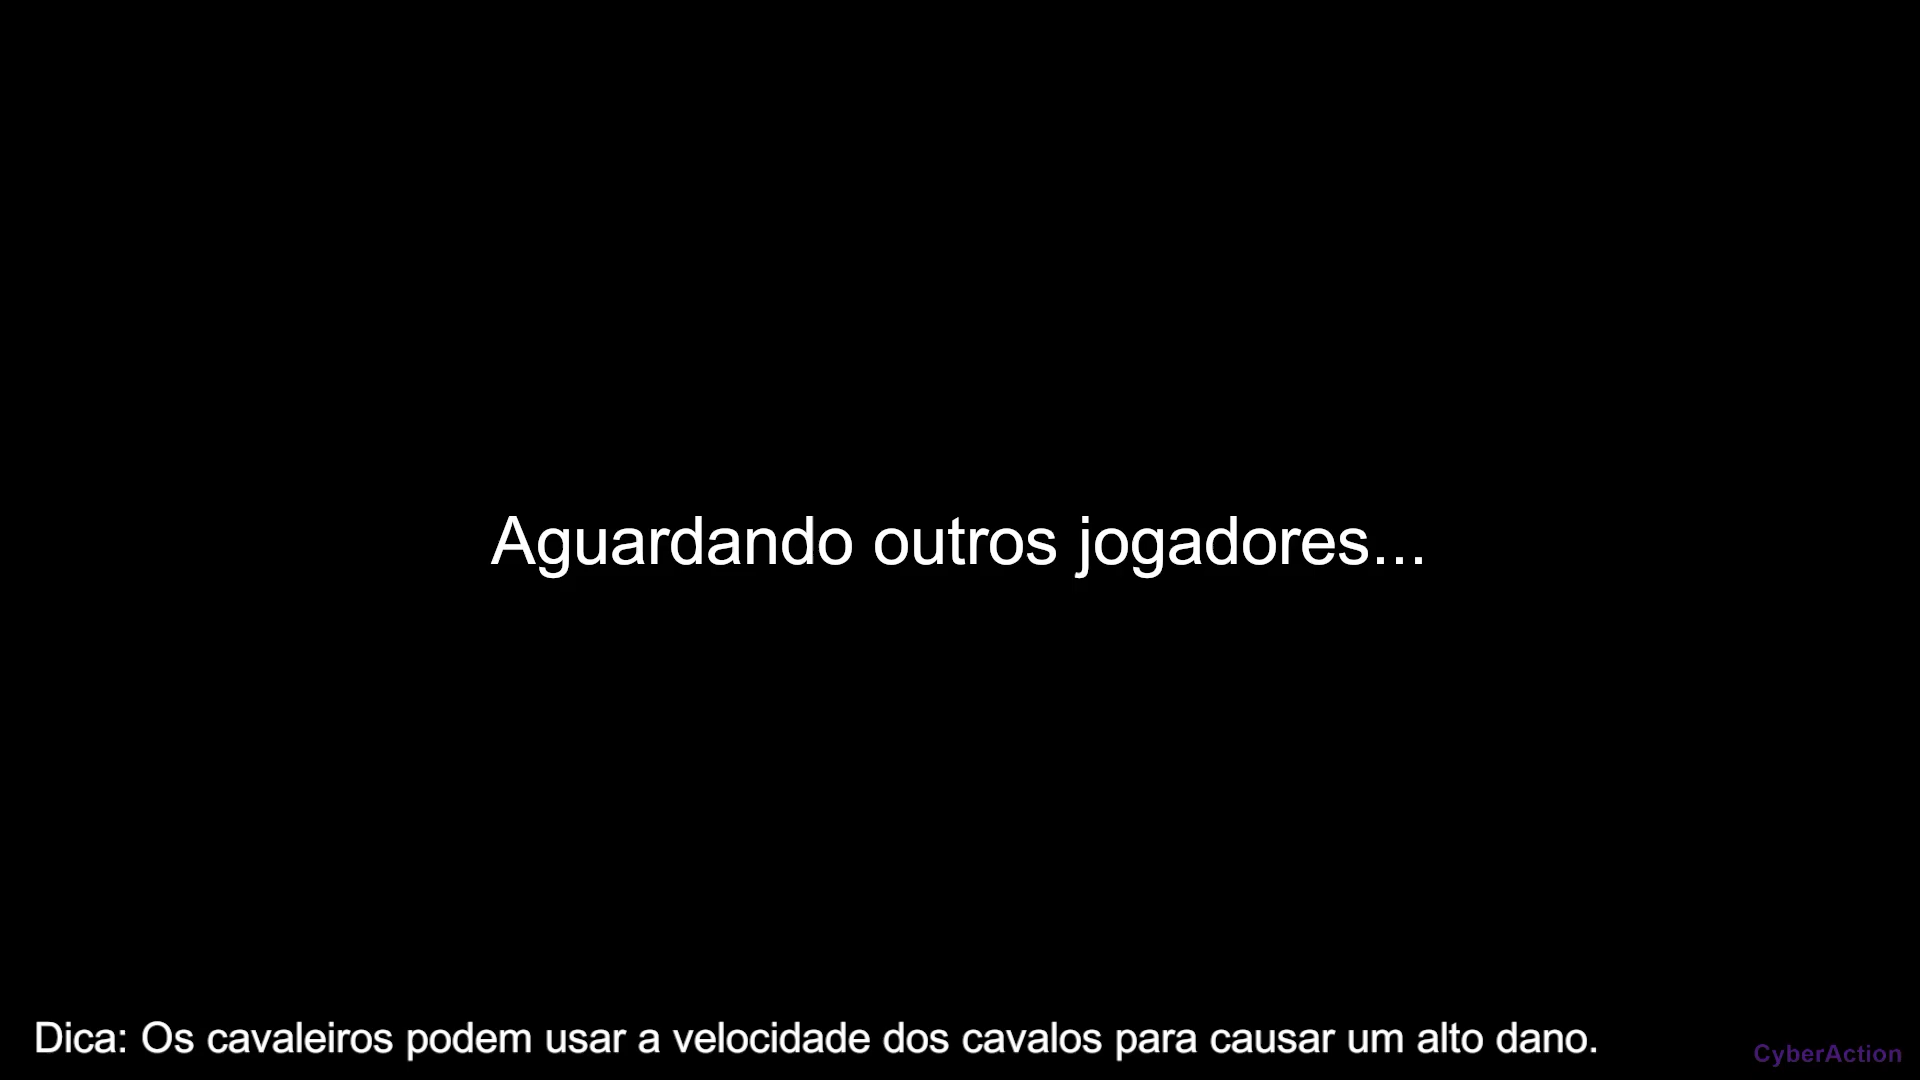 Aguardando outros jogadores...
Dica: Os cavaleiros podem usar a velocidade dos cavalos para causar um alto dano.
CyberAction